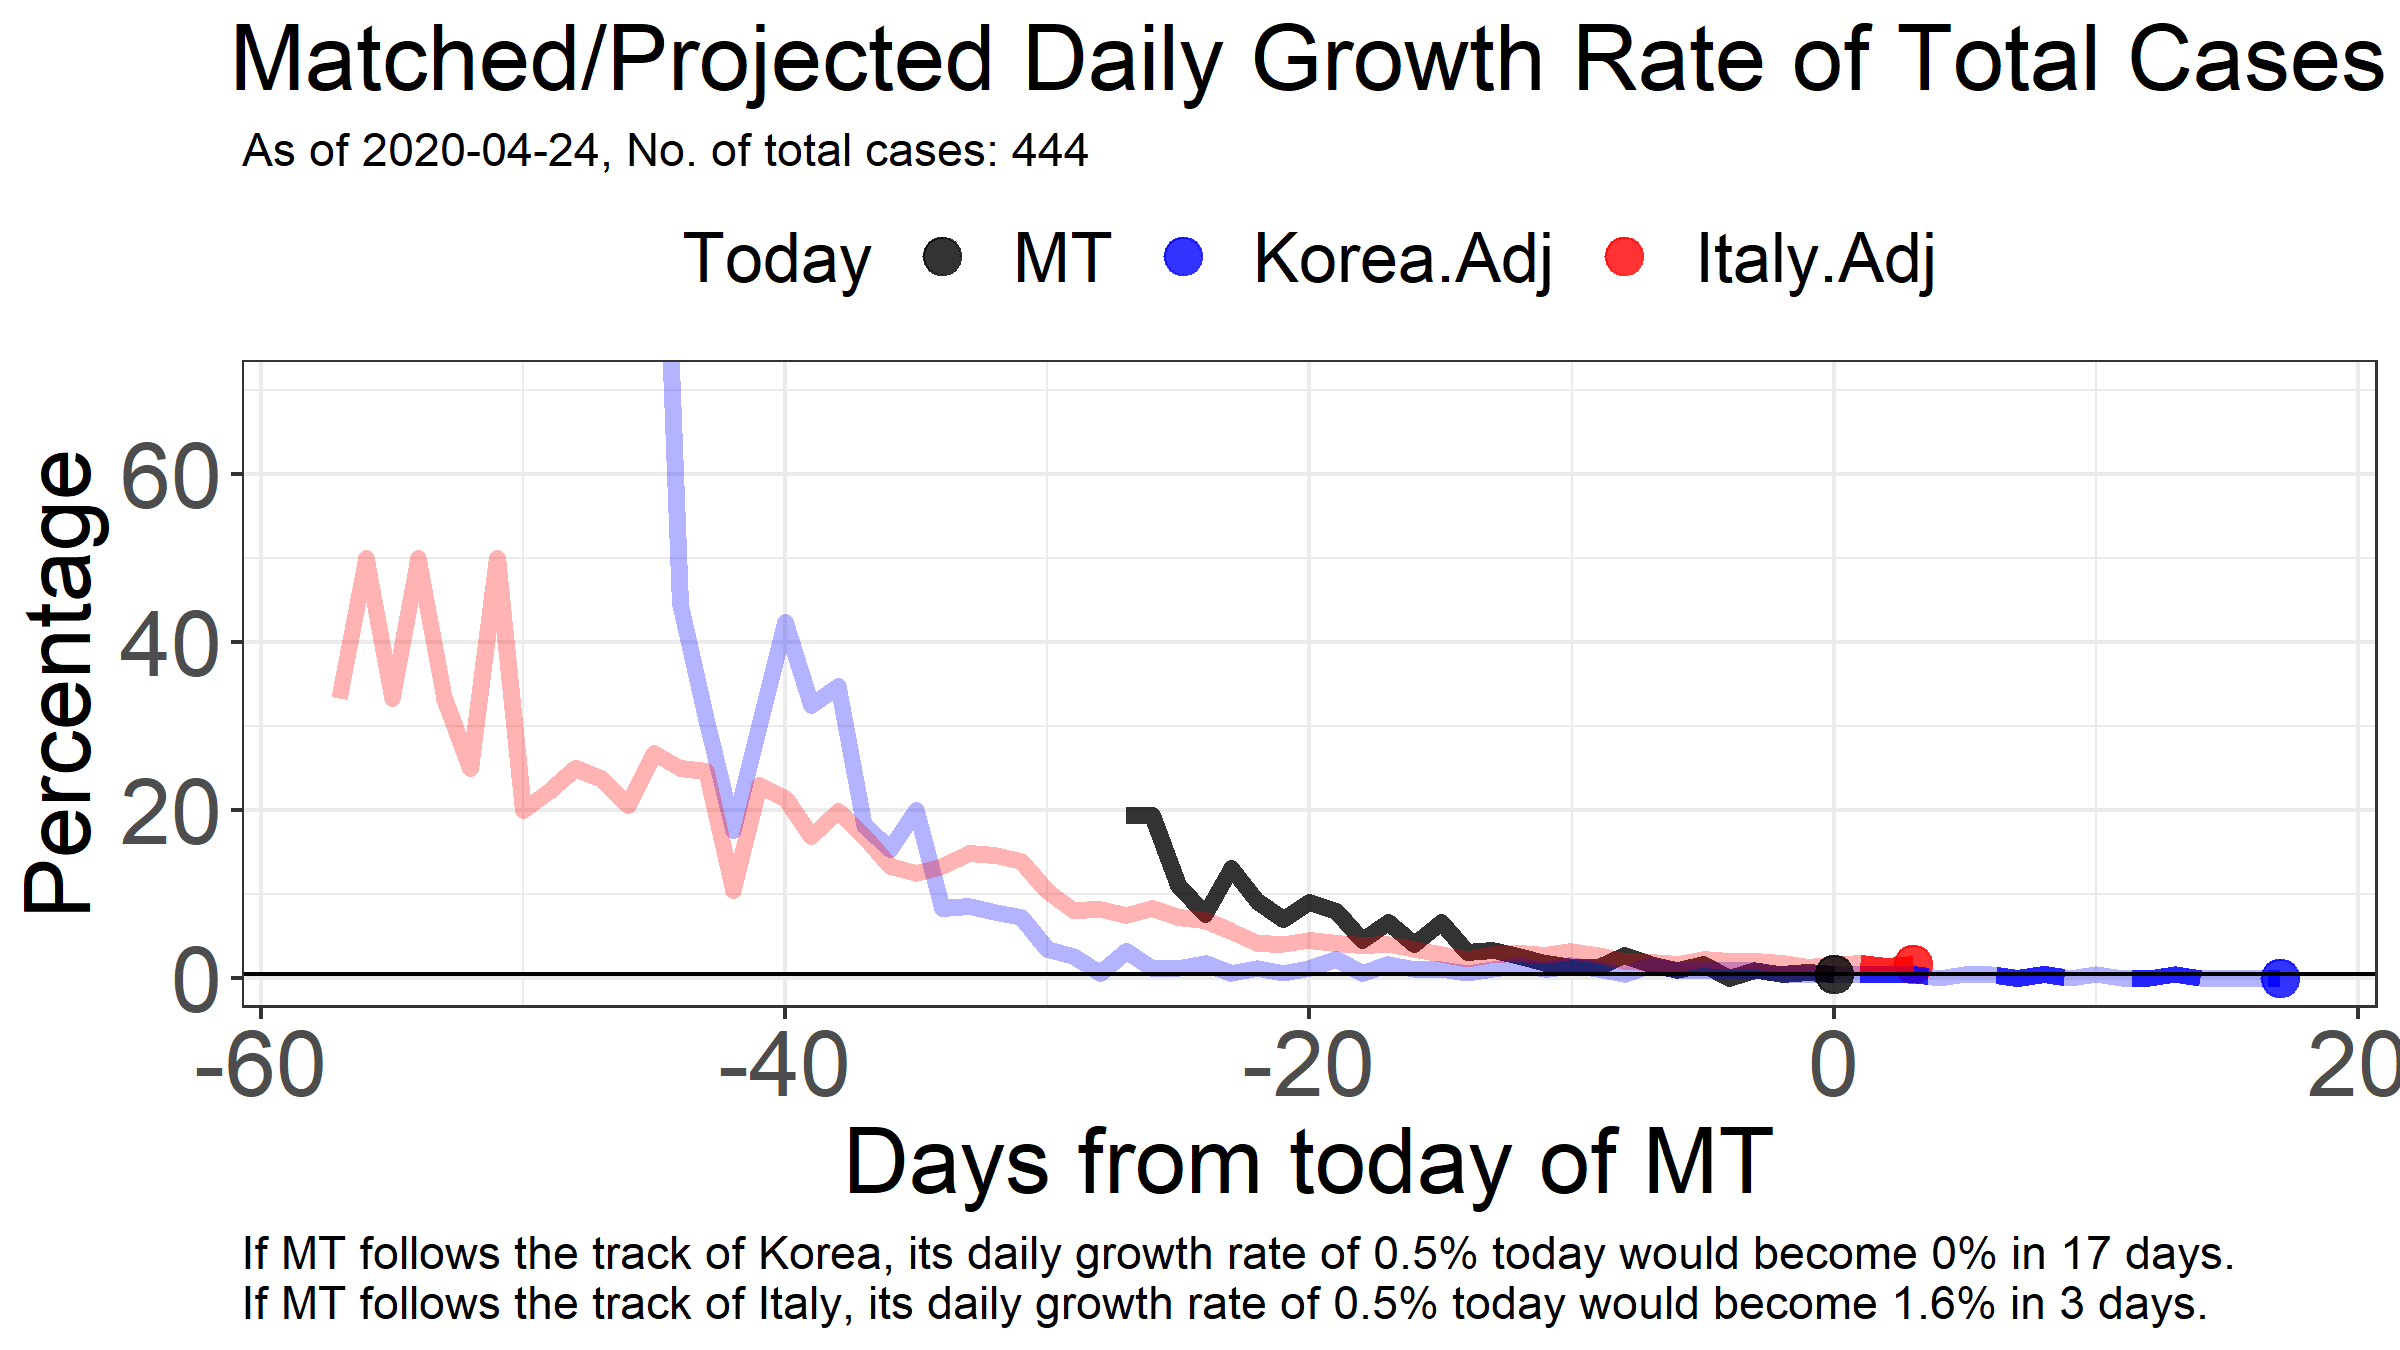 Matched/Projected Daily Growth Rate of Total Cases
As of 2020-04-24, No. of total cases: 444
Today MT Korea.Adj Italy.Adj
Percentage
60
40
20
0
-60 -40 -20 0 20
Days from today of MT
If MT follows the track of Korea, its daily growth rate of 0.5% today would become 0% in 17 days.
If MT follows the track of Italy, its daily growth rate of 0.5% today would become 1.6% in 3 days.